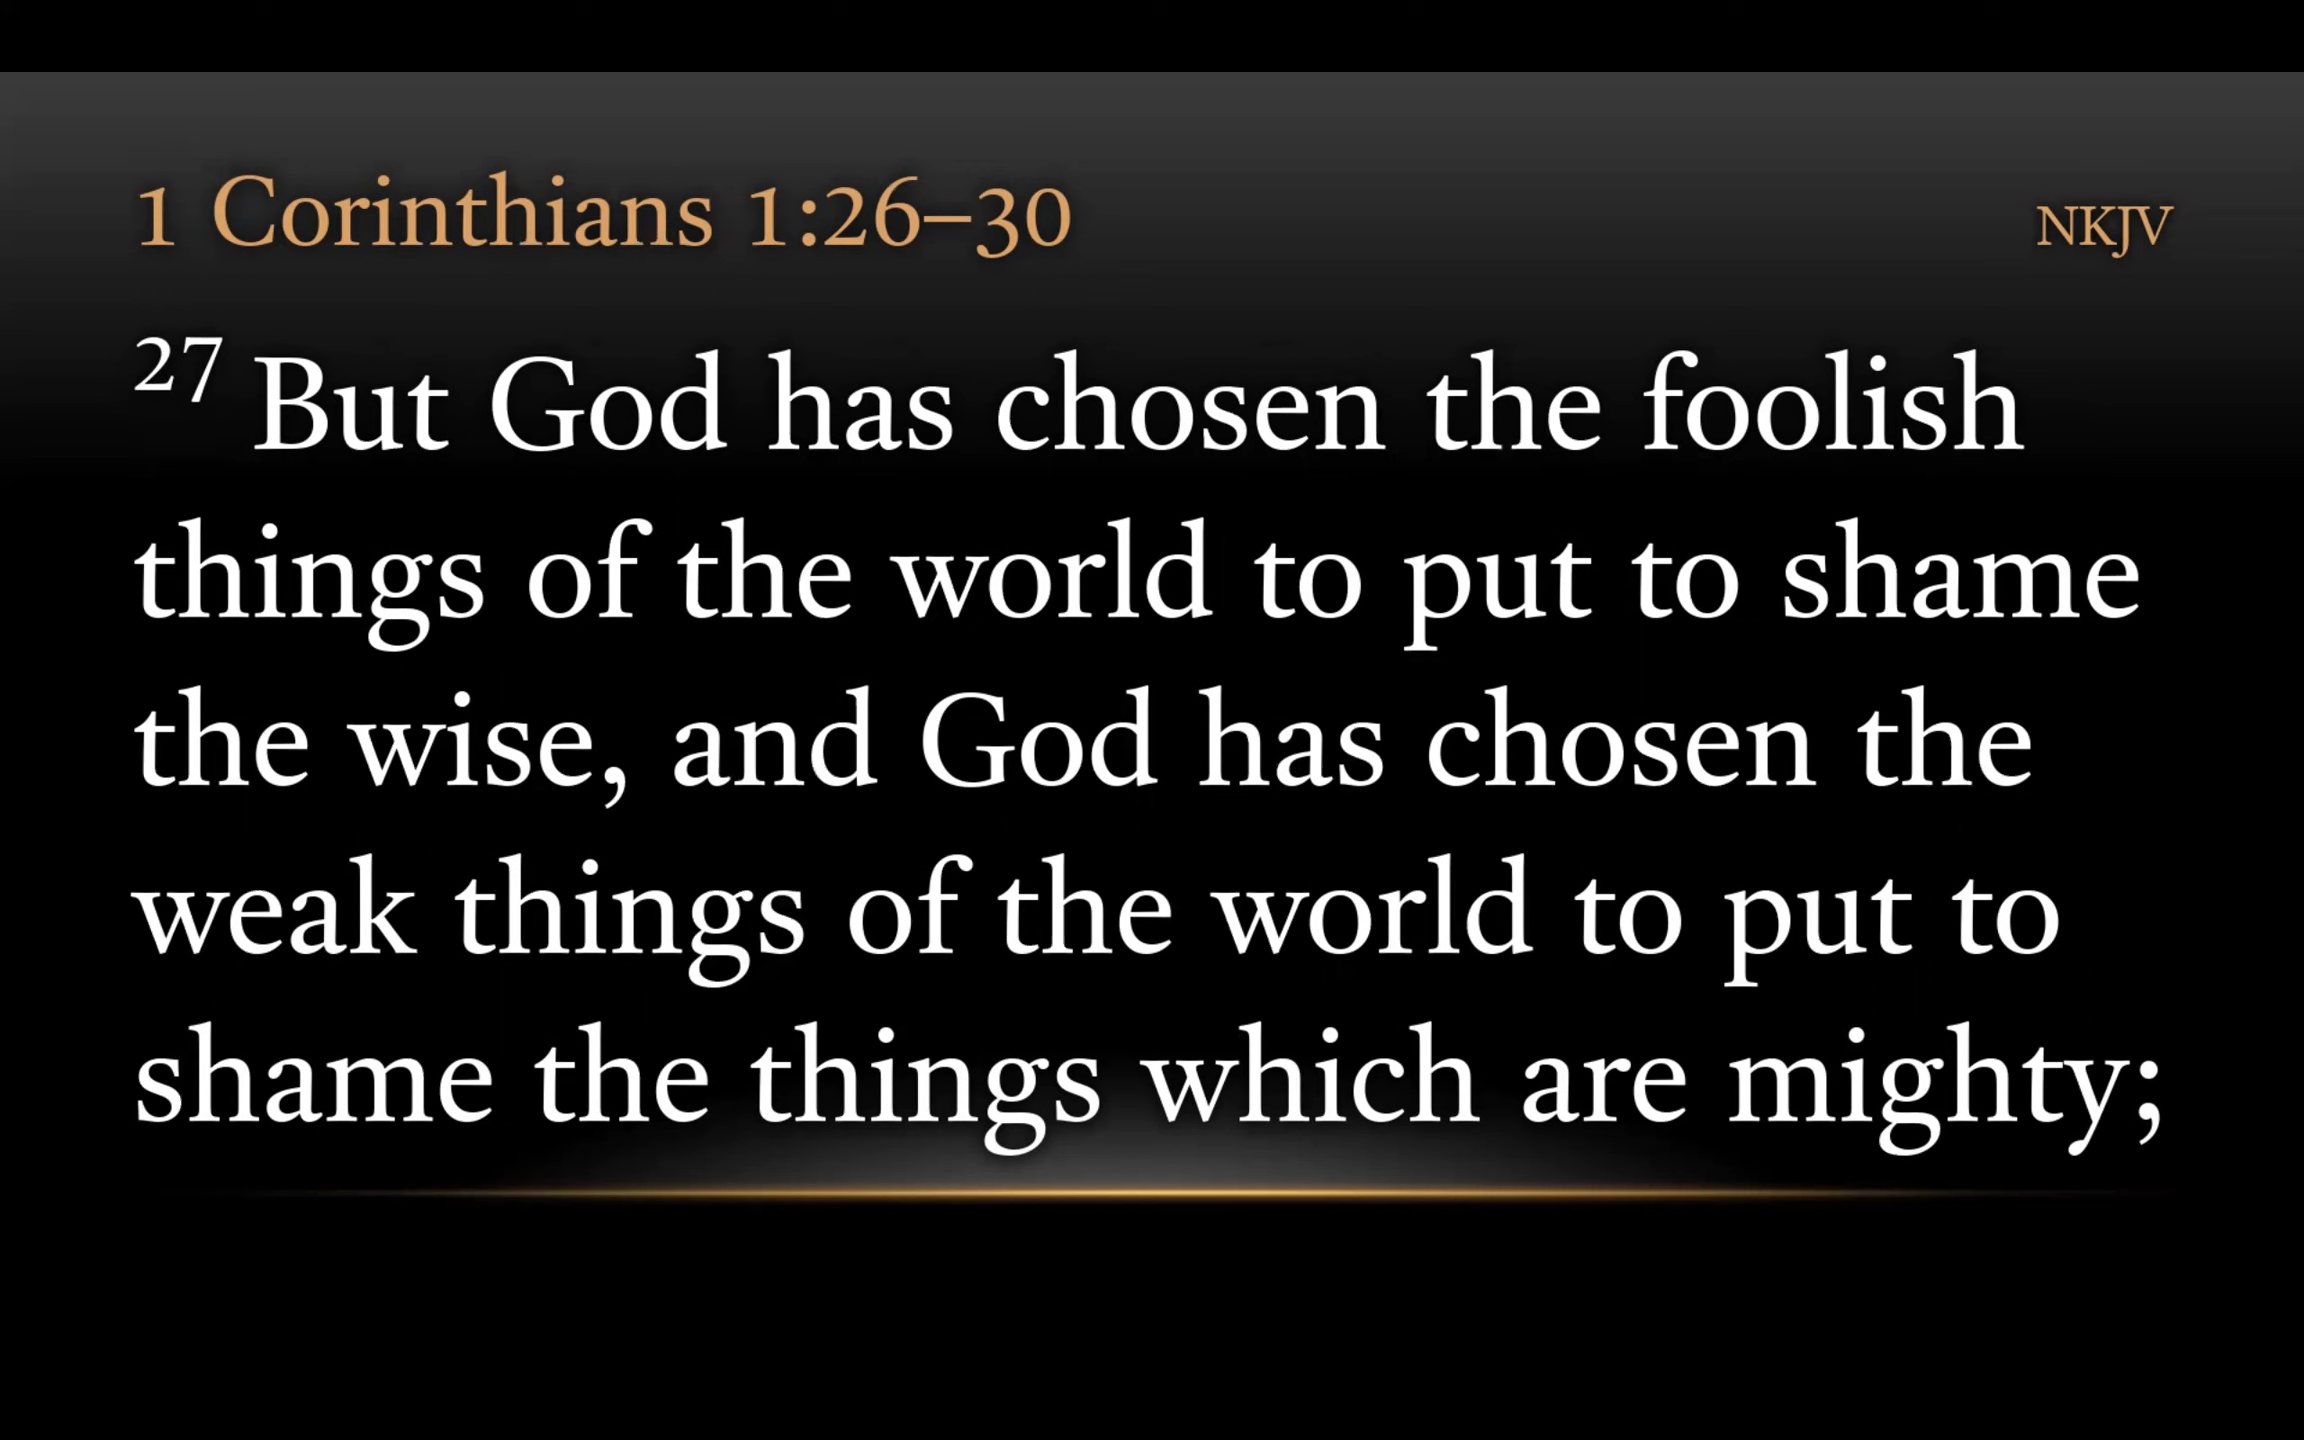 1 Corinthians 1:26–30 NKJV
27 But God has chosen the foolish
things of the world to put to shame
the wise, and God has chosen the
weak things of the world to put to
shame the things which are mighty;